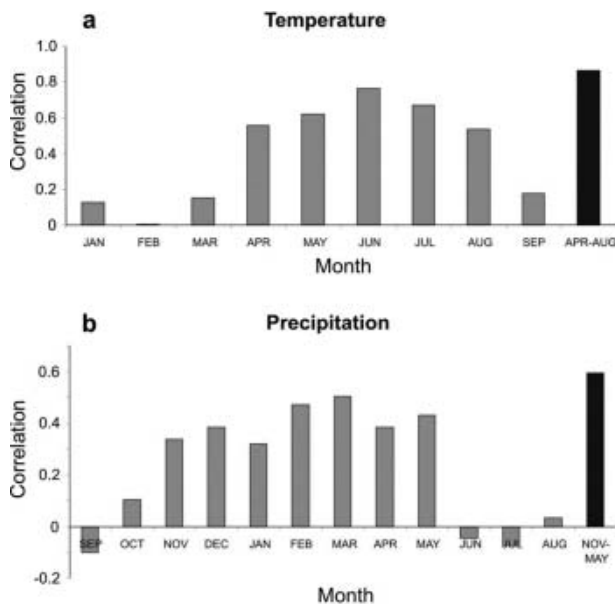 a Temperature
1.0
0.8
0.6
0.4
0.2
0
Correlation
JAN FEB MAR APR MAY JUN JUL AUG SEP APR-AUG
Month
b Precipitation
0.6
0.4
0.2
0
-0.2
Correlation
SEP OCT NOV DEC JAN FEB MAR APR MAY JUN JUL AUG NOV-
MAY
Month